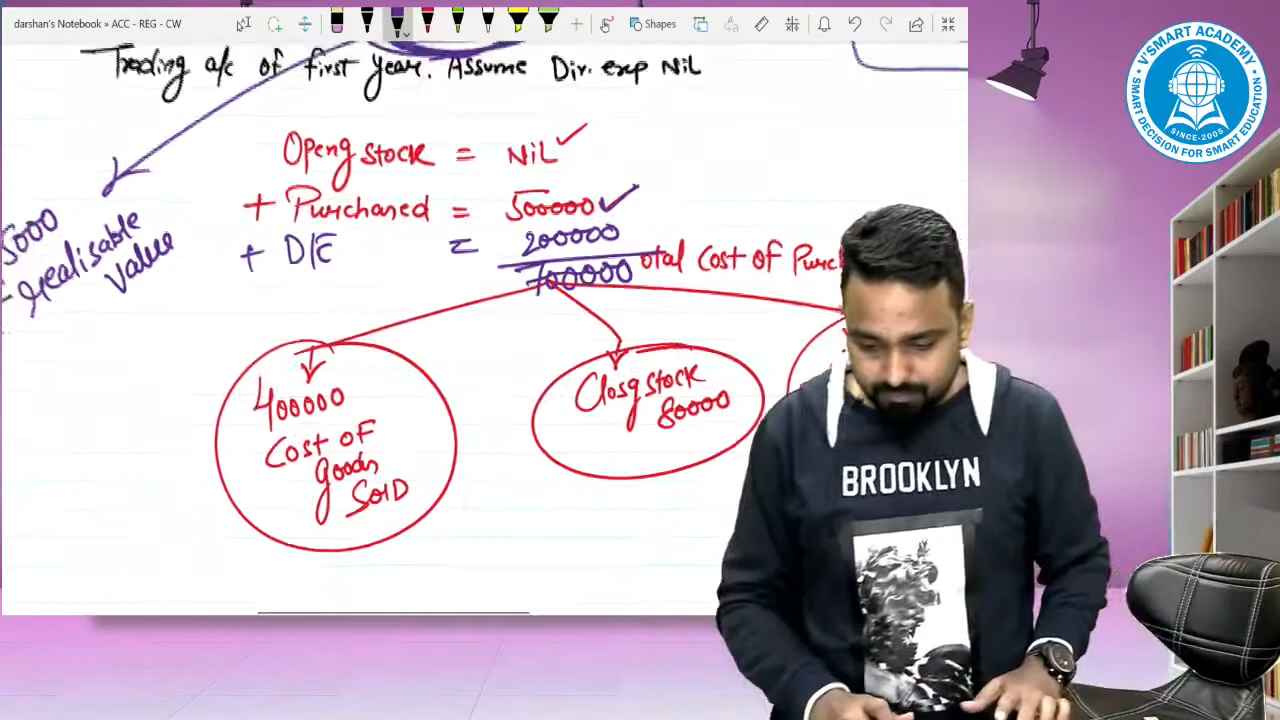 darshan's Notebook » ACC - REG - CW
Shapes
Trading a/c of first year. Assume Dir. exp Nil
Openg stock = NIL ✓
+ Purchased = 500000 ✓
+ D/E = 200000
700000 otal Cost of Purc
5000
realisable
value
400000
Cost of
goods
SOLD
Closg stock
80000
BROOKLYN
V'SMART ACADEMY
SINCE-2005
SMART DECISION FOR SMART EDUCATION